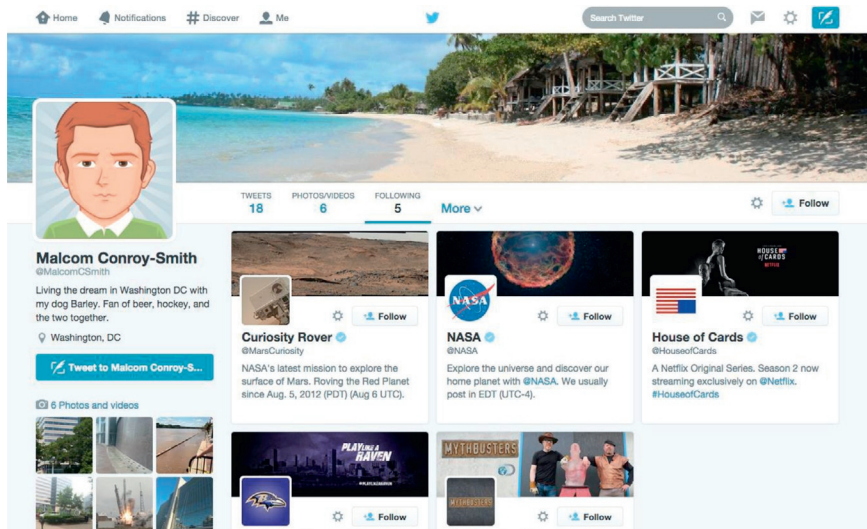 Home Notifications Discover Me Search Twitter
HOUSE
of CARDS
NETFLIX
TWEETS PHOTOS/VIDEOS FOLLOWING
18 6 5 More Follow
Malcom Conroy-Smith
@MalcomCSmith
Living the dream in Washington DC with
my dog Barley. Fan of beer, hockey, and
the two together.
Washington, DC
Tweet to Malcom Conroy-S...
6 Photos and videos
Follow
Curiosity Rover
@MarsCuriosity
NASA's latest mission to explore the
surface of Mars. Roving the Red Planet
since Aug. 5, 2012 (PDT) (Aug 6 UTC).
NASA
Follow
NASA
@NASA
Explore the universe and discover our
home planet with @NASA. We usually
post in EDT (UTC-4).
Follow
House of Cards
@HouseofCards
A Netflix Original Series. Season 2 now
streaming exclusively on @Netflix.
#HouseofCards
PLAY LIKE A
RAVEN
Follow
MYTHBUSTERS
MYTHBUSTERS
Follow